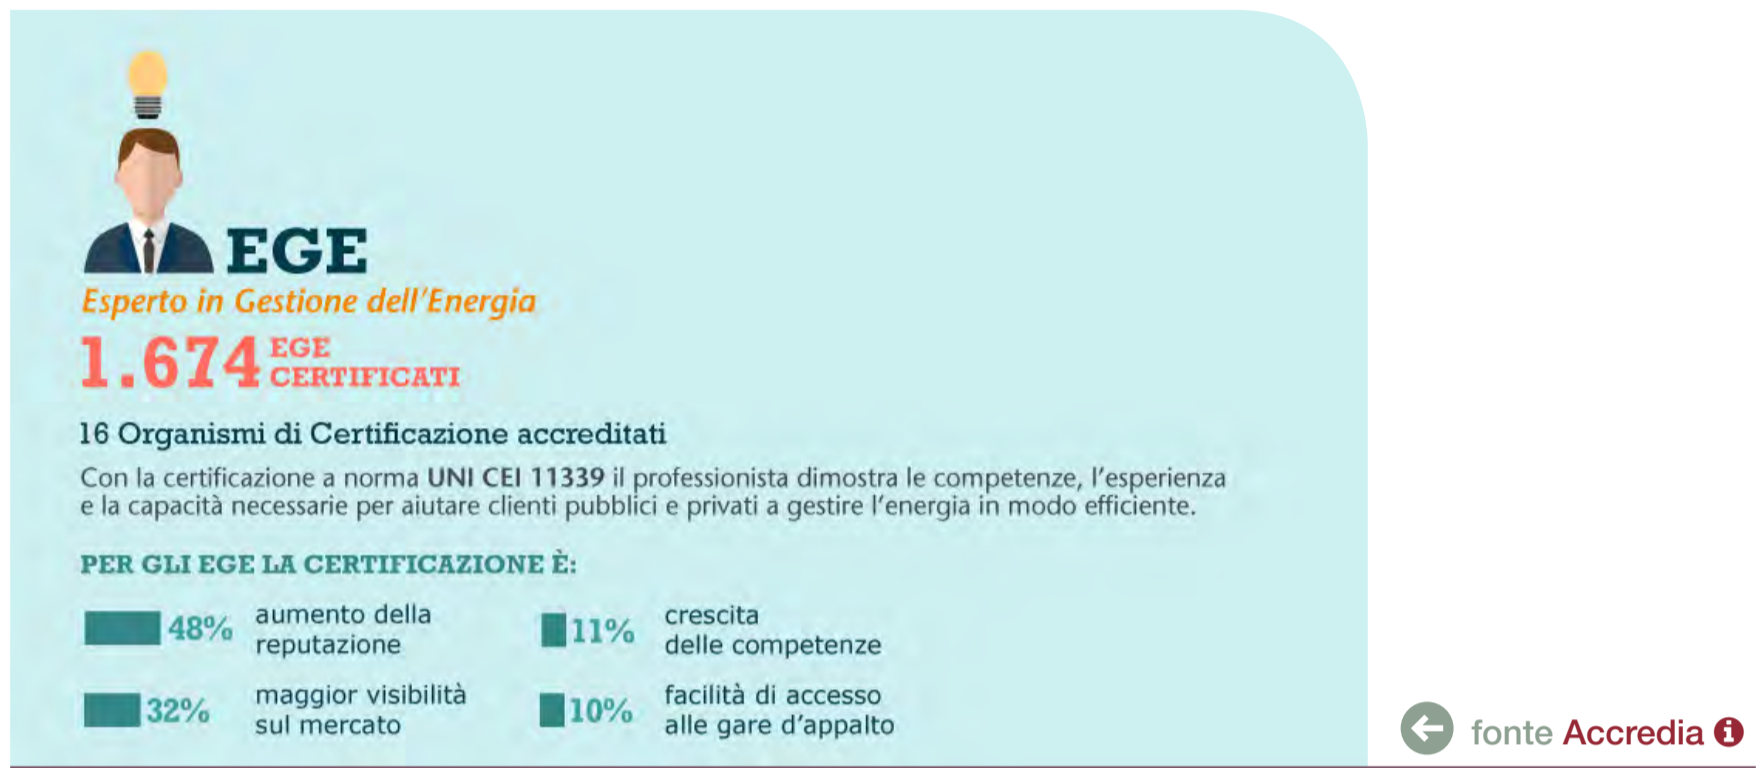 EGE
Esperto in Gestione dell'Energia
1.674 EGE CERTIFICATI
16 Organismi di Certificazione accreditati
Con la certificazione a norma UNI CEI 11339 il professionista dimostra le competenze, l'esperienza
e la capacità necessarie per aiutare clienti pubblici e privati a gestire l'energia in modo efficiente.
PER GLI EGE LA CERTIFICAZIONE È:
48% aumento della
reputazione
32% maggior visibilità
sul mercato
11% crescita
delle competenze
10% facilità di accesso
alle gare d'appalto
fonte Accredia i